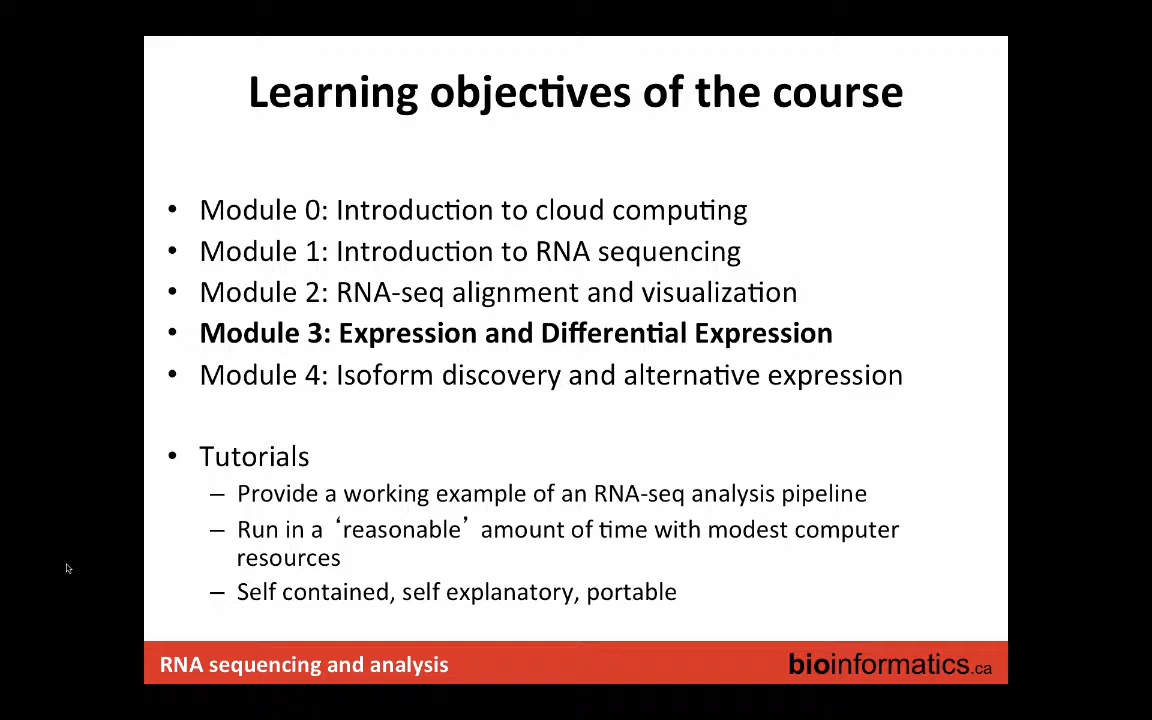 Learning objectives of the course
• Module 0: Introduction to cloud computing
• Module 1: Introduction to RNA sequencing
• Module 2: RNA-seq alignment and visualization
• Module 3: Expression and Differential Expression
• Module 4: Isoform discovery and alternative expression
• Tutorials
– Provide a working example of an RNA-seq analysis pipeline
– Run in a ‘reasonable’ amount of time with modest computer
resources
– Self contained, self explanatory, portable
RNA sequencing and analysis
bioinformatics.ca